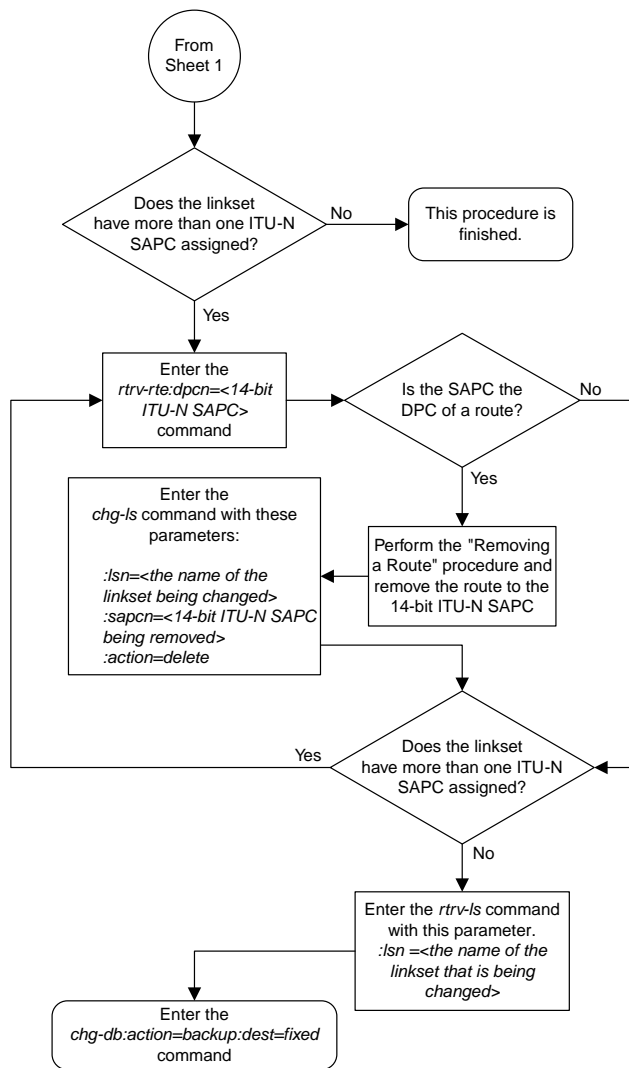 From
Sheet 1
Does the linkset
have more than one ITU-N
SAPC assigned?
No
This procedure is
finished.
Yes
Enter the
rtrv-rte:dpcn=<14-bit
ITU-N SAPC>
command
Is the SAPC the
DPC of a route?
No
Yes
Perform the "Removing
a Route" procedure and
remove the route to the
14-bit ITU-N SAPC
Enter the
chg-ls command with these
parameters:
:lsn=<the name of the
linkset being changed>
:sapcn=<14-bit ITU-N SAPC
being removed>
:action=delete
Does the linkset
have more than one ITU-N
SAPC assigned?
Yes
No
Enter the rtrv-ls command
with this parameter.
:lsn =<the name of the
linkset that is being
changed>
Enter the
chg-db:action=backup:dest=fixed
command